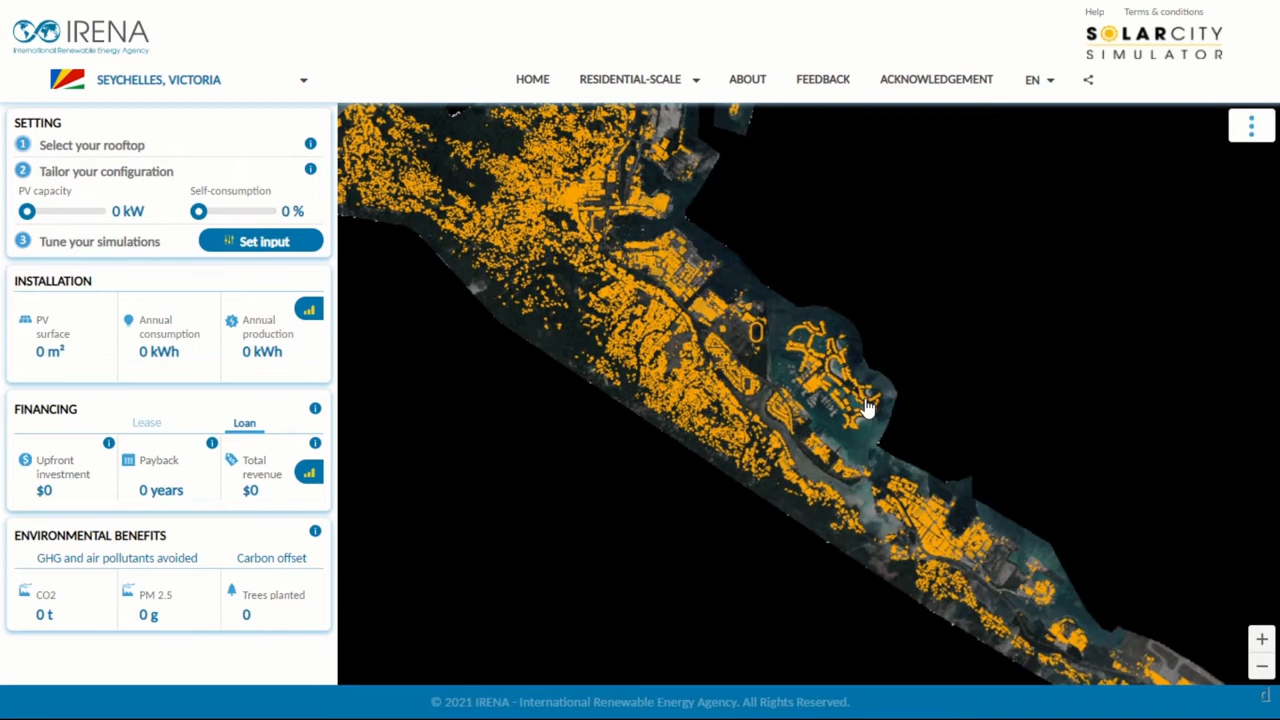 IRENA
International Renewable Energy Agency
Help Terms & conditions
SOLARCITY
SIMULATOR
SEYCHELLES, VICTORIA
HOME RESIDENTIAL-SCALE ABOUT FEEDBACK ACKNOWLEDGEMENT EN
SETTING
1 Select your rooftop
2 Tailor your configuration
PV capacity Self-consumption
0 kW 0 %
3 Tune your simulations Set input
INSTALLATION
PV surface
0 m²
Annual consumption
0 kWh
Annual production
0 kWh
FINANCING
Lease Loan
Upfront investment
$0
Payback
0 years
Total revenue
$0
ENVIRONMENTAL BENEFITS
GHG and air pollutants avoided Carbon offset
CO2
0 t
PM 2.5
0 g
Trees planted
0
© 2021 IRENA - International Renewable Energy Agency. All Rights Reserved.